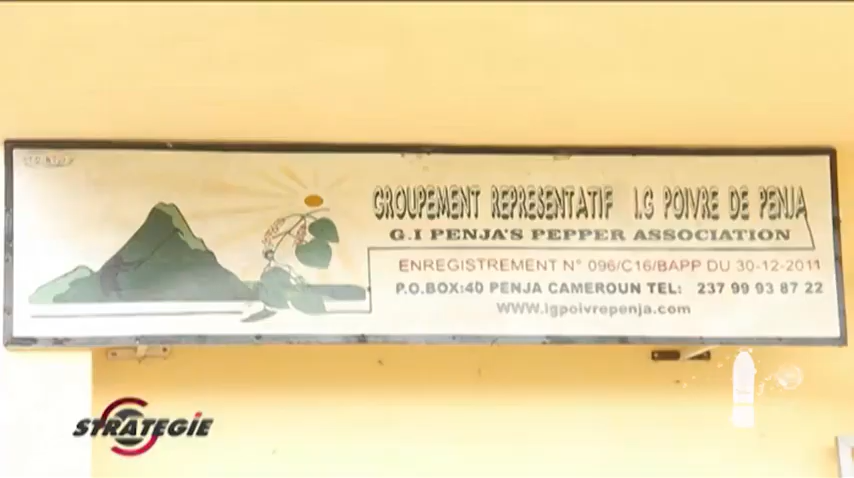 GROUPEMENT REPRESENTATIF I.G POIVRE DE PENJA
G.I PENJA'S PEPPER ASSOCIATION
ENREGISTREMENT N° 096/C16/BAPP DU 30-12-2011
P.O.BOX:40 PENJA CAMEROUN TEL: 237 99 93 87 22
WWW.igpoivrepenja.com
STRATEGIE